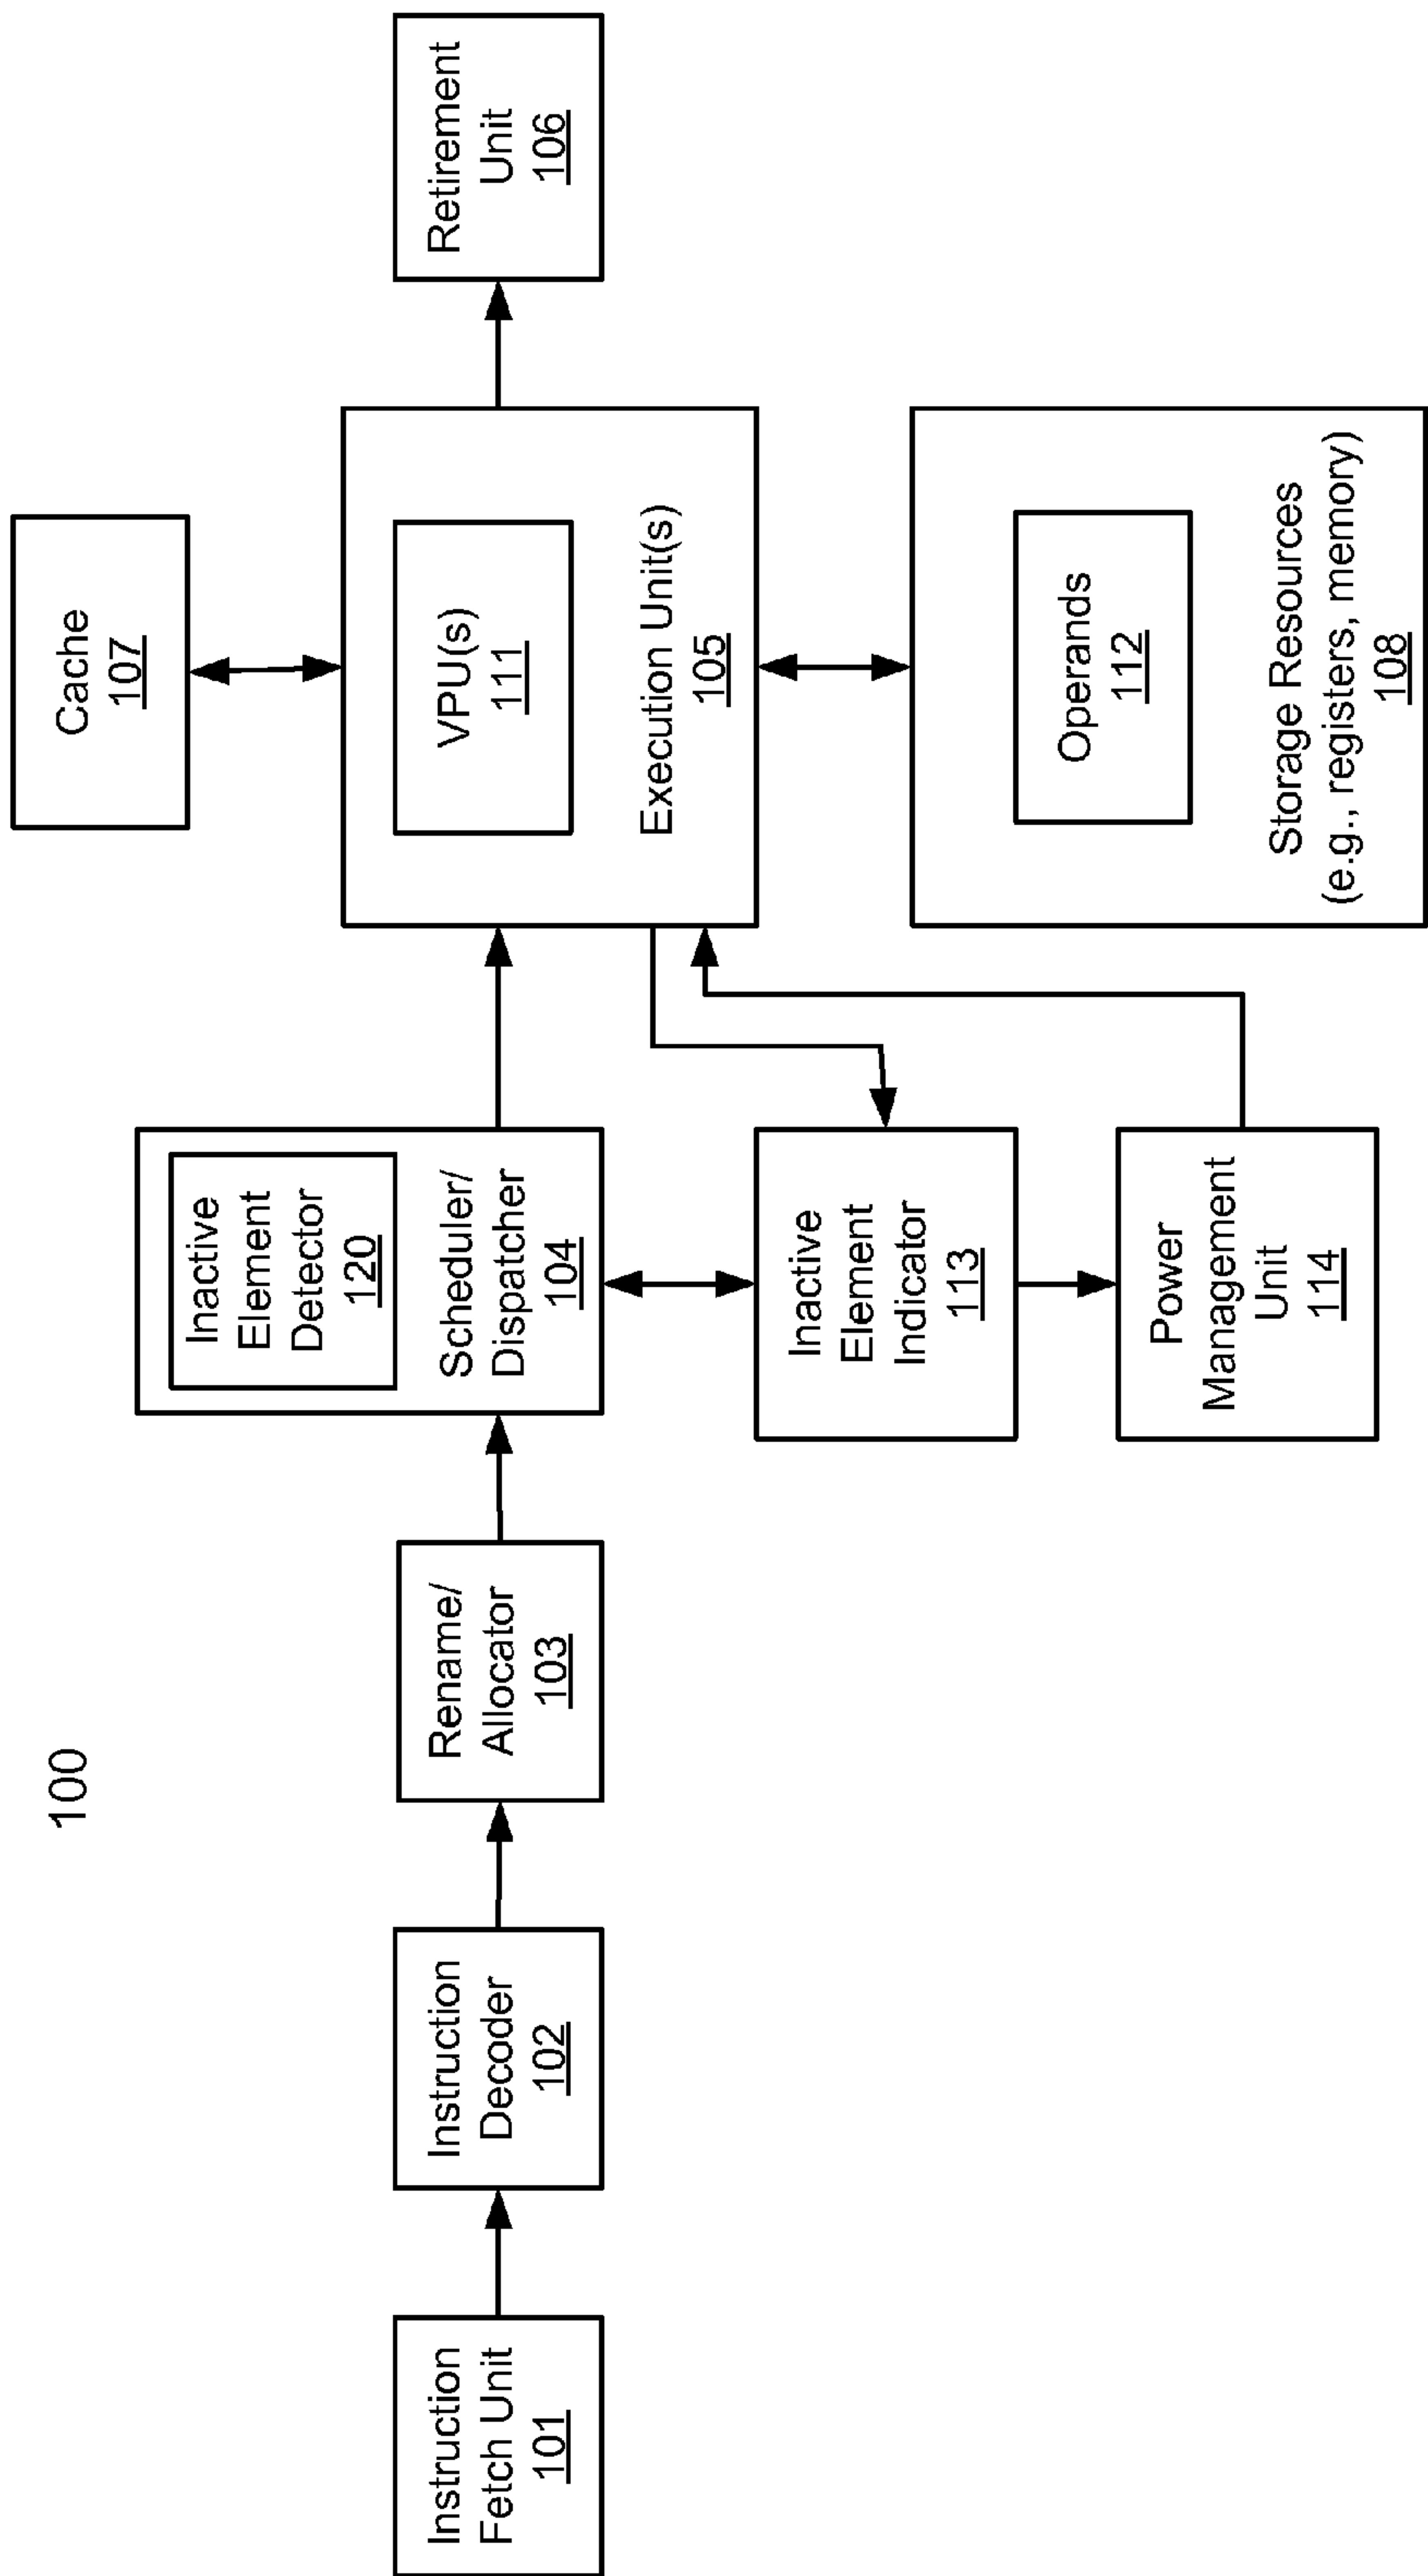 100
Instruction
Fetch Unit
101
Instruction
Decoder
102
Rename/
Allocator
103
Inactive
Element
Detector
120
Scheduler/
Dispatcher
104
Inactive
Element
Indicator
113
Power
Management
Unit
114
Cache
107
VPU(s)
111
Execution Unit(s)
105
Operands
112
Storage Resources
(e.g., registers, memory)
108
Retirement
Unit
106